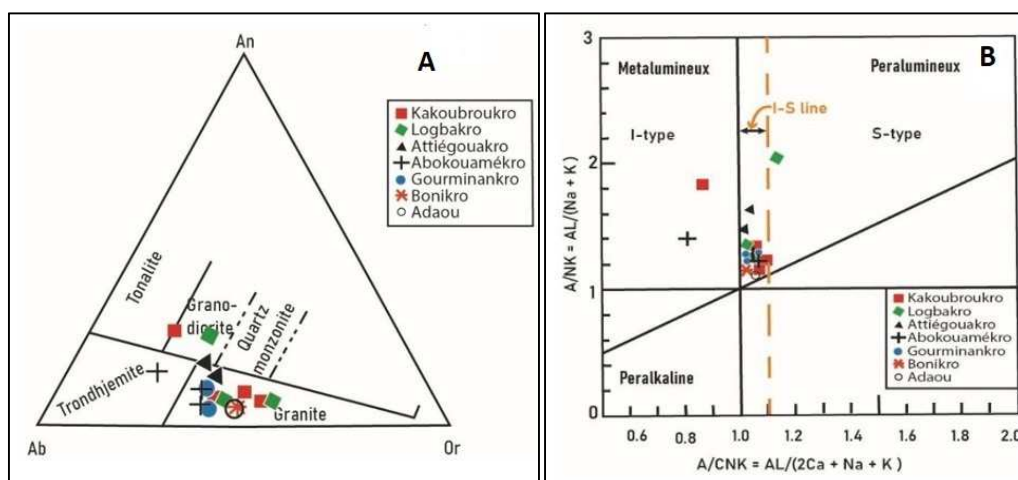 An
A
Kakoubroukro
Logbakro
Attiégouakro
Abokouamékro
Gourminankro
Bonikro
Adaou
Tonalite
Grano-
diorite
Quartz
monzonite
Trondhjemite
Granite
Ab
Or
B
3
2
1
0
A/NK = AL/(Na + K)
Metalumineux
Peralumineux
I-S line
I-type
S-type
Peralkaline
Kakoubroukro
Logbakro
Attiégouakro
Abokouamékro
Gourminankro
Bonikro
Adaou
0.6 0.8 1.0 1.2 1.4 1.6 1.8 2.0
A/CNK = AL/(2Ca + Na + K)